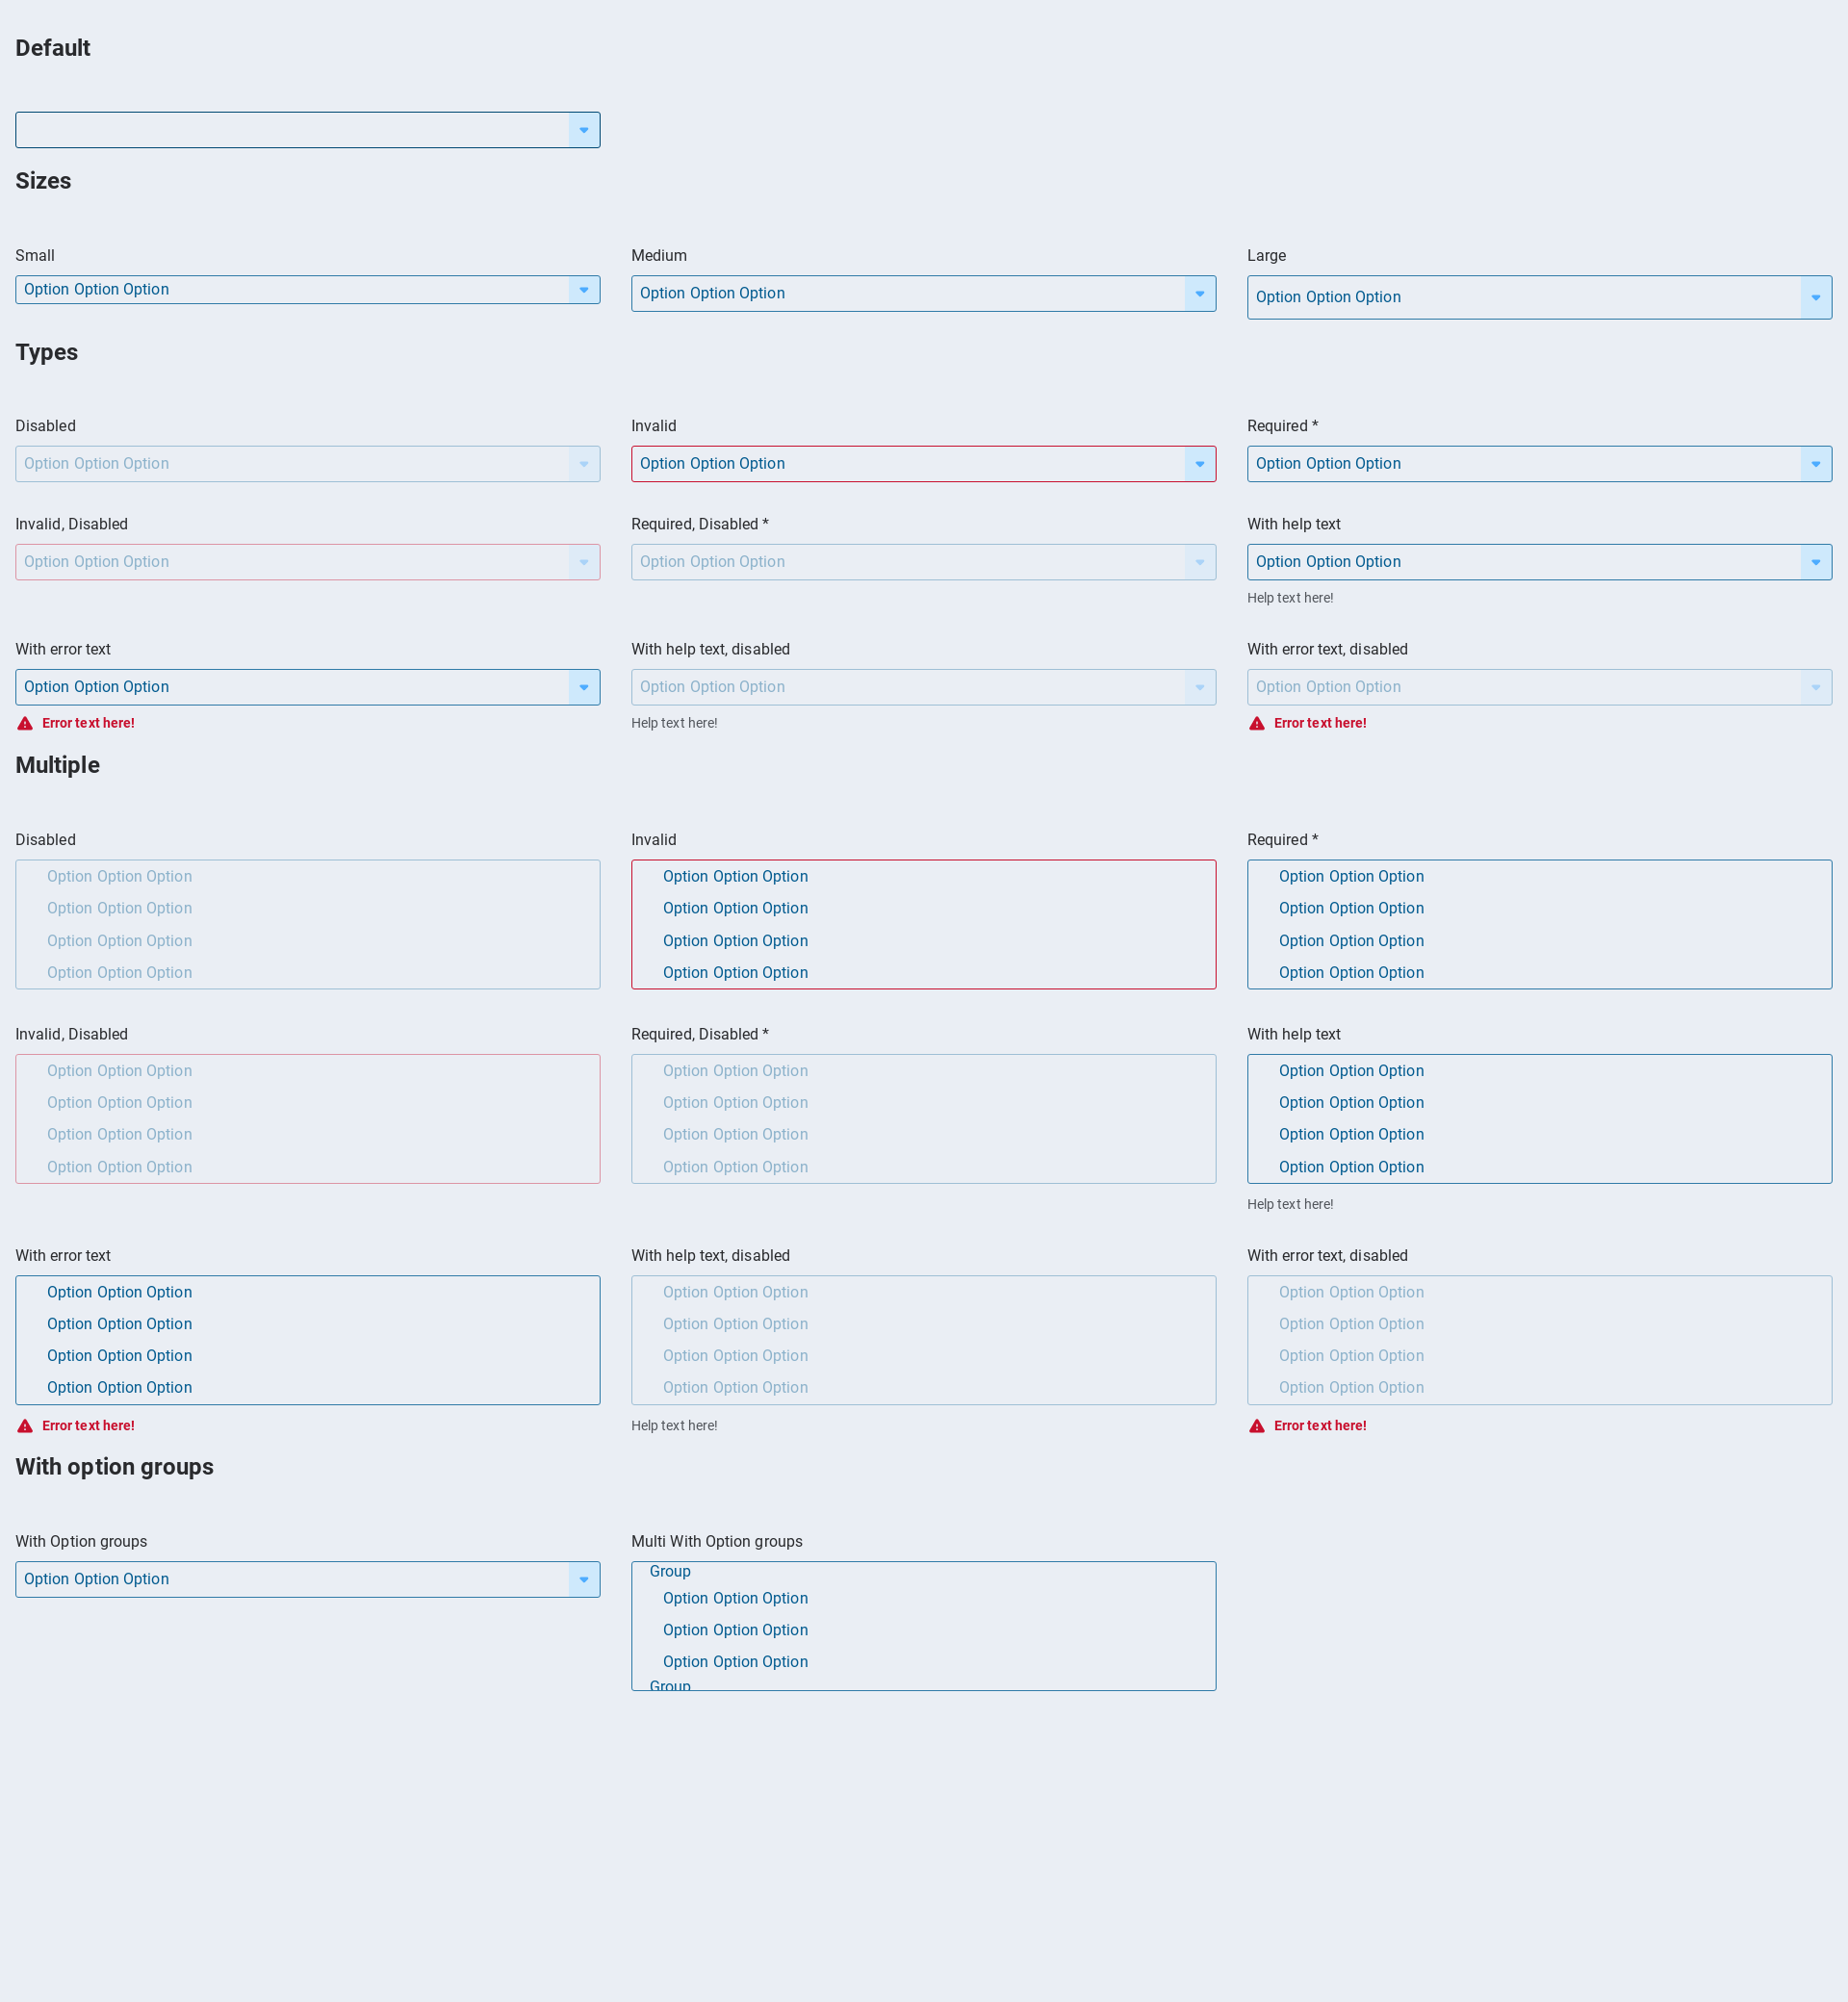 Default
Sizes
Small
Medium
Large
Option Option Option
Option Option Option
Option Option Option
Types
Disabled
Invalid
Required *
Option Option Option
Option Option Option
Option Option Option
Invalid, Disabled
Required, Disabled *
With help text
Option Option Option
Option Option Option
Option Option Option
Help text here!
With error text
With help text, disabled
With error text, disabled
Option Option Option
Option Option Option
Option Option Option
Error text here!
Help text here!
Error text here!
Multiple
Disabled
Option Option Option
Option Option Option
Option Option Option
Option Option Option
Invalid
Option Option Option
Option Option Option
Option Option Option
Option Option Option
Required *
Option Option Option
Option Option Option
Option Option Option
Option Option Option
Invalid, Disabled
Option Option Option
Option Option Option
Option Option Option
Option Option Option
Required, Disabled *
Option Option Option
Option Option Option
Option Option Option
Option Option Option
With help text
Option Option Option
Option Option Option
Option Option Option
Option Option Option
Help text here!
With error text
Option Option Option
Option Option Option
Option Option Option
Option Option Option
Error text here!
With help text, disabled
Option Option Option
Option Option Option
Option Option Option
Option Option Option
Help text here!
With error text, disabled
Option Option Option
Option Option Option
Option Option Option
Option Option Option
Error text here!
With option groups
With Option groups
Option Option Option
Multi With Option groups
Group
Option Option Option
Option Option Option
Option Option Option
Group